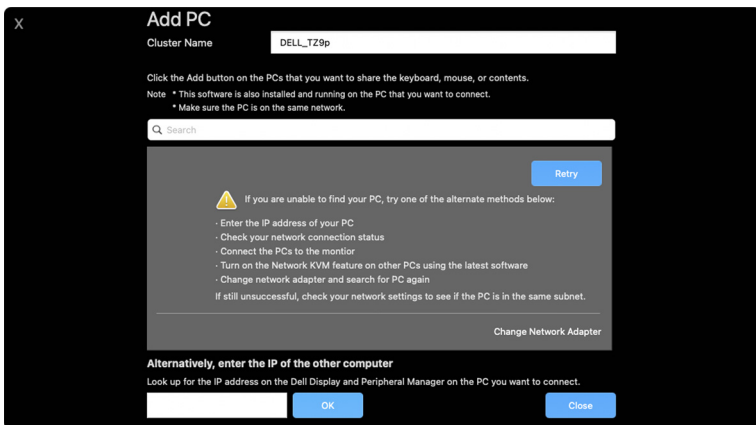 X
Add PC
Cluster Name
DELL_TZ9p
Click the Add button on the PCs that you want to share the keyboard, mouse, or contents.
Note * This software is also installed and running on the PC that you want to connect.
* Make sure the PC is on the same network.
Search
Retry
If you are unable to find your PC, try one of the alternate methods below:
· Enter the IP address of your PC
· Check your network connection status
· Connect the PCs to the montior
· Turn on the Network KVM feature on other PCs using the latest software
· Change network adapter and search for PC again
If still unsuccessful, check your network settings to see if the PC is in the same subnet.
Change Network Adapter
Alternatively, enter the IP of the other computer
Look up for the IP address on the Dell Display and Peripheral Manager on the PC you want to connect.
OK
Close